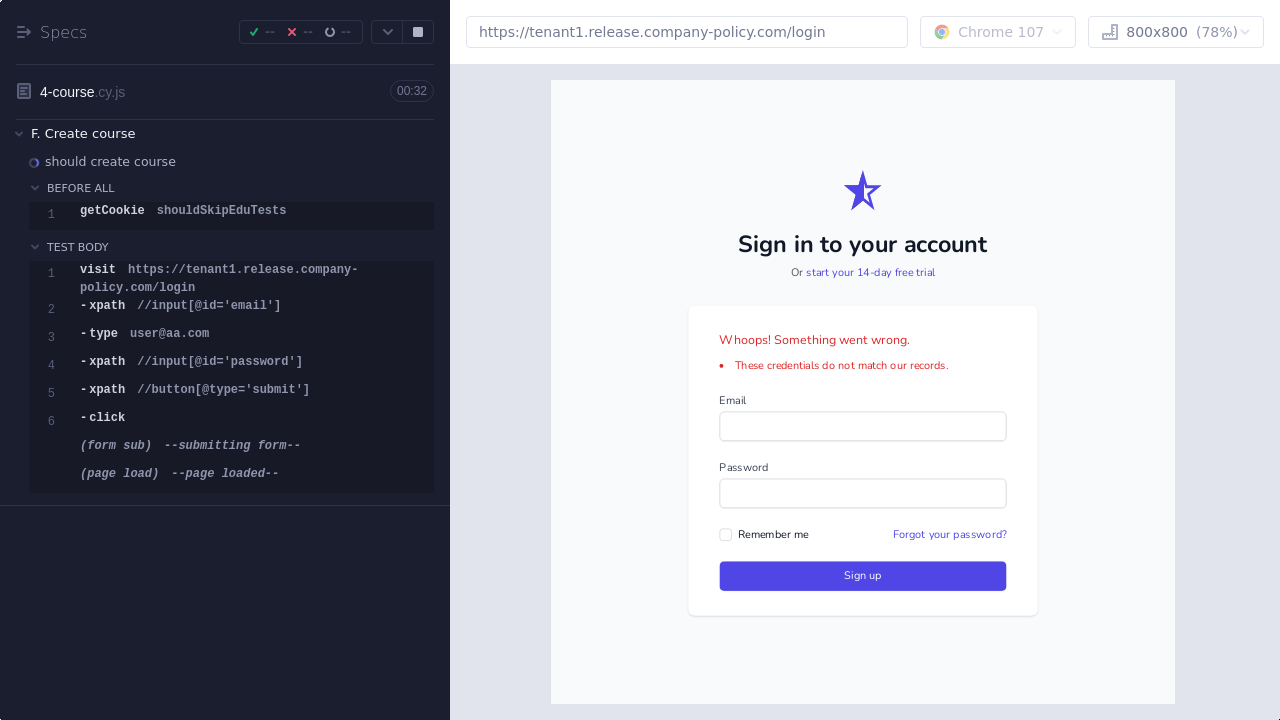 Specs
--
--
--
4-course.cy.js
00:32
F. Create course
should create course
BEFORE ALL
1 getCookie shouldSkipEduTests
TEST BODY
1 visit https://tenant1.release.company-
policy.com/login
2 -xpath //input[@id='email']
3 -type user@aa.com
4 -xpath //input[@id='password']
5 -xpath //button[@type='submit']
6 -click
(form sub) --submitting form--
(page load) --page loaded--
https://tenant1.release.company-policy.com/login
Chrome 107
800x800 (78%)
Sign in to your account
Or start your 14-day free trial
Whoops! Something went wrong.
• These credentials do not match our records.
Email
Password
Remember me
Forgot your password?
Sign up